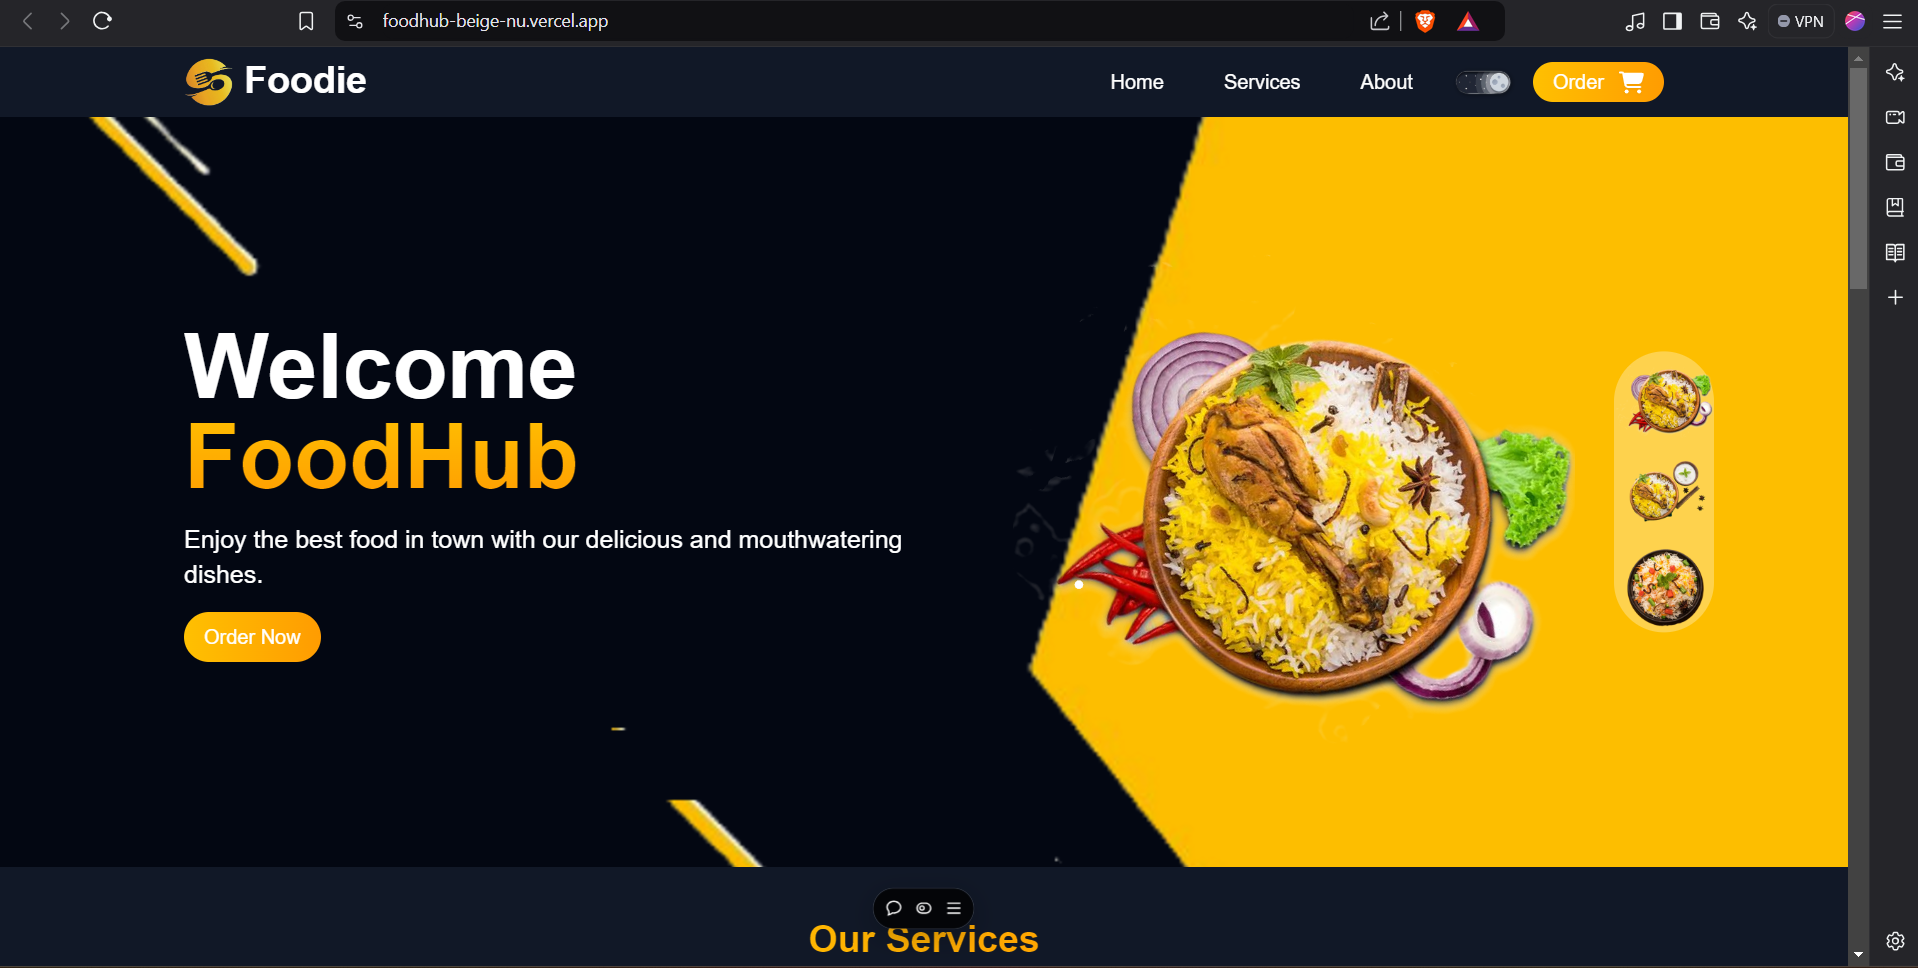 foodhub-beige-nu.vercel.app
VPN
Foodie
Home
Services
About
Order
Welcome
FoodHub
Enjoy the best food in town with our delicious and mouthwatering
dishes.
Order Now
Our Services